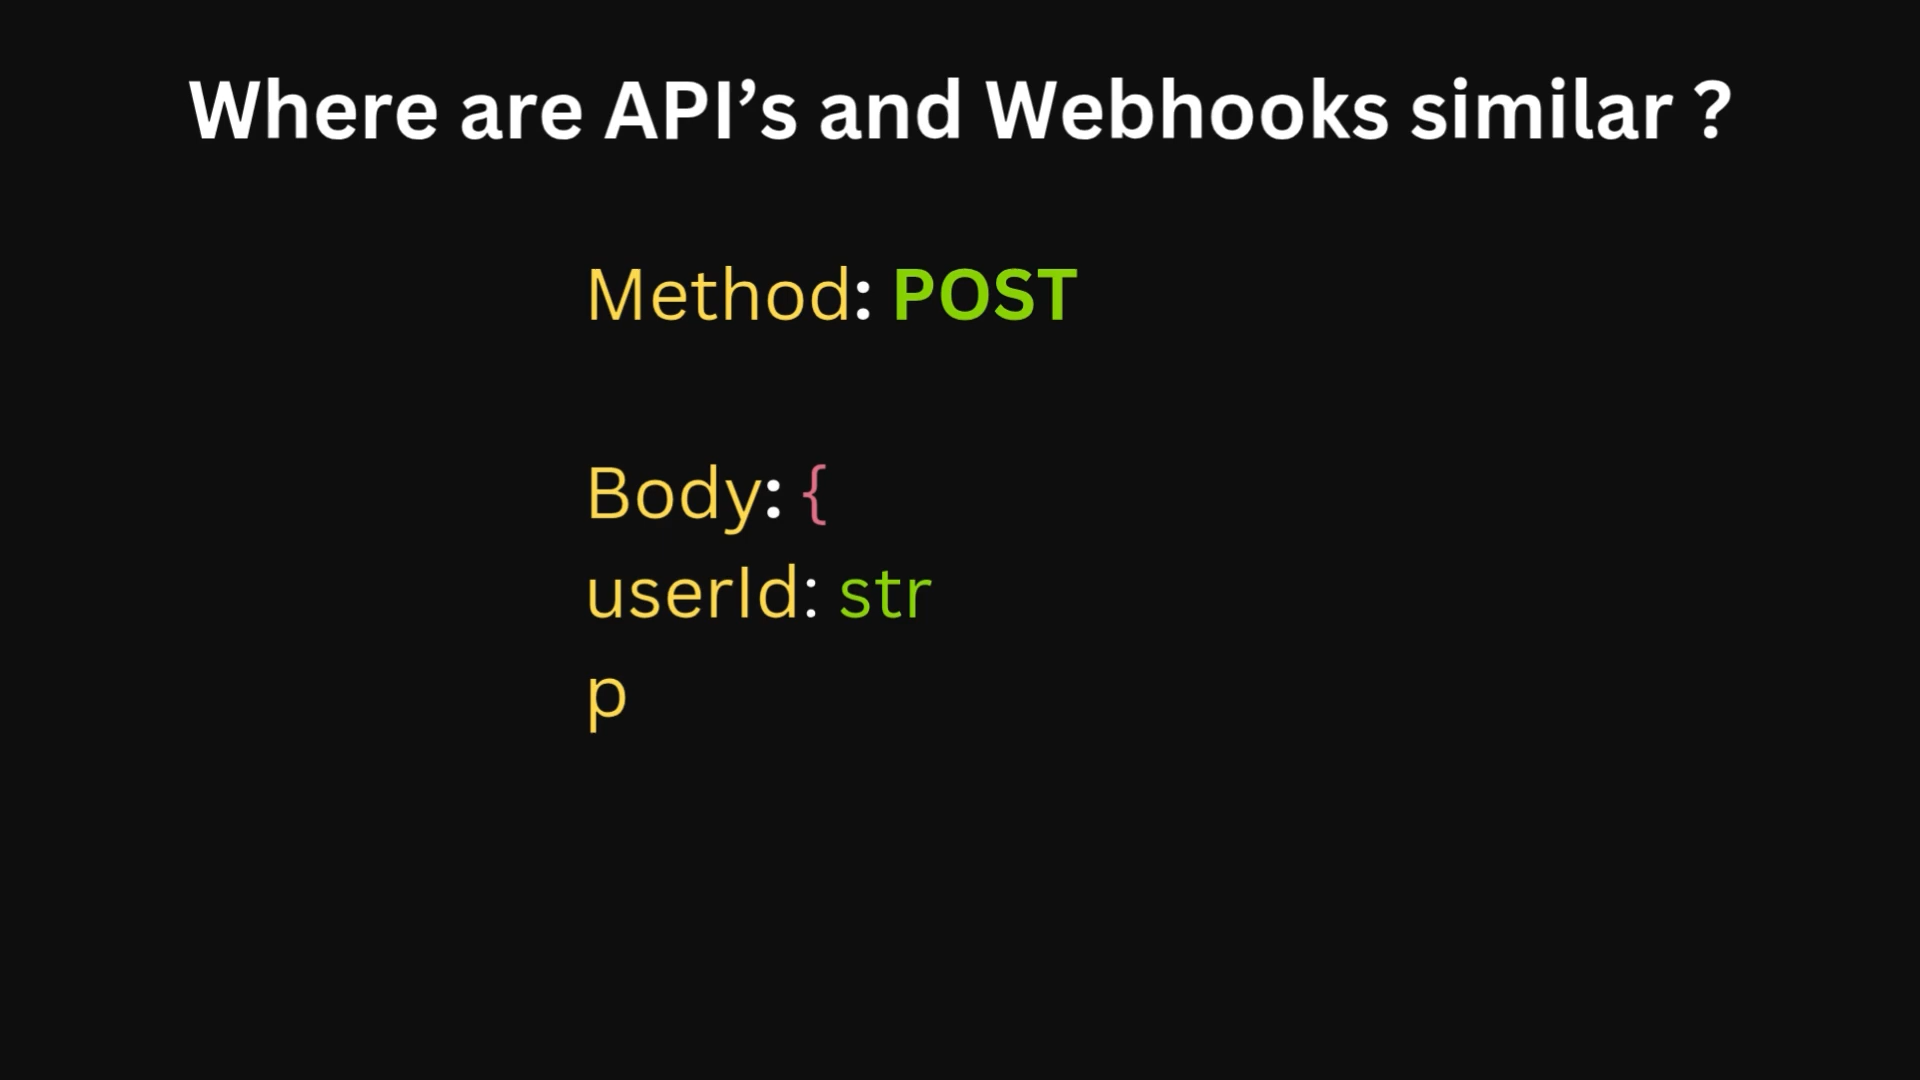 Where are API’s and Webhooks similar ?
Method: POST
Body: {
userId: str
p